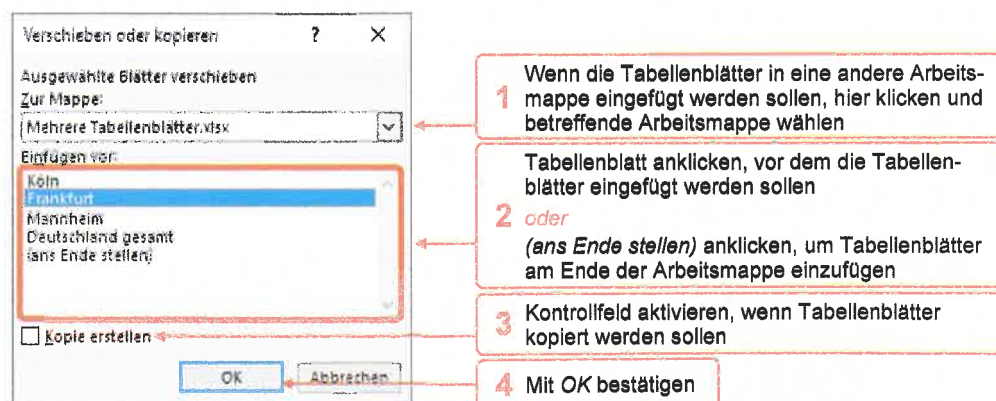 Verschieben oder kopieren ? ×
Ausgewählte Blätter verschieben
Zur Mappe:
Mehrere Tabellenblätter.xlsx
Einfügen vor:
Köln
Frankfurt
Mannheim
Deutschland gesamt
(ans Ende stellen)
Kopie erstellen
OK Abbrechen
1 Wenn die Tabellenblätter in eine andere Arbeits-
mappe eingefügt werden sollen, hier klicken und
betreffende Arbeitsmappe wählen
Tabellenblatt anklicken, vor dem die Tabellen-
blätter eingefügt werden sollen
2 oder
(ans Ende stellen) anklicken, um Tabellenblätter
am Ende der Arbeitsmappe einzufügen
3 Kontrollfeld aktivieren, wenn Tabellenblätter
kopiert werden sollen
4 Mit OK bestätigen